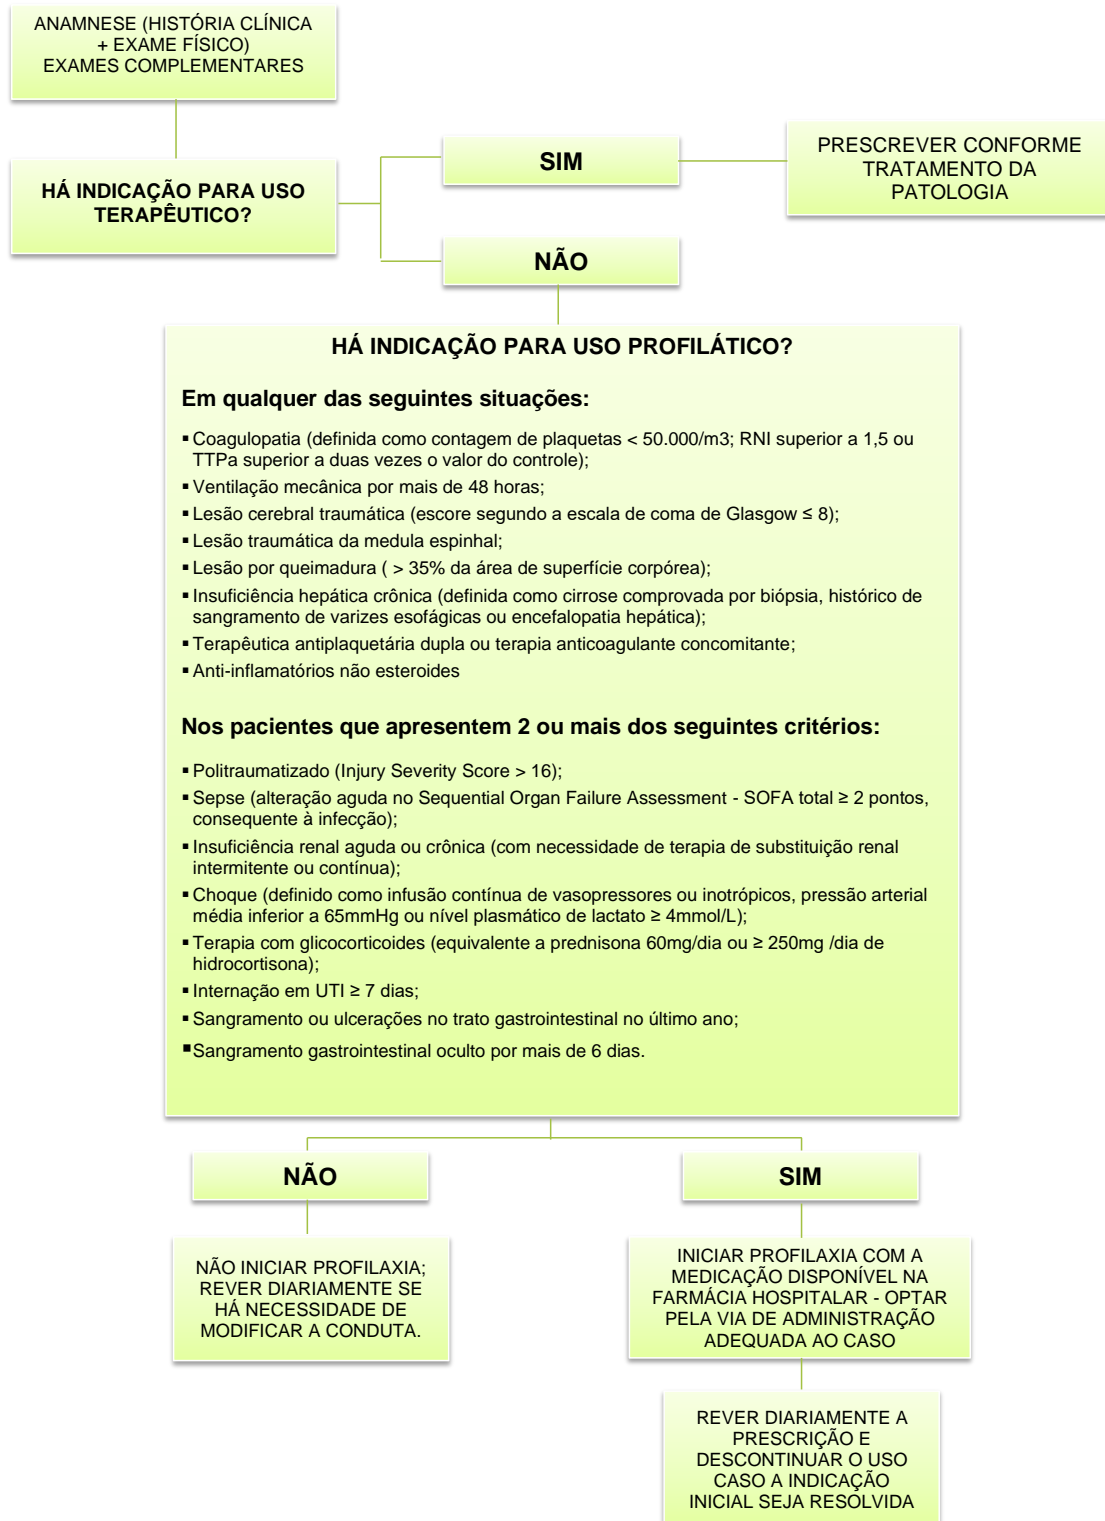 ANAMNESE (HISTÓRIA CLÍNICA
+ EXAME FÍSICO)
EXAMES COMPLEMENTARES
HÁ INDICAÇÃO PARA USO
TERAPÊUTICO?
SIM
PRESCREVER CONFORME
TRATAMENTO DA
PATOLOGIA
NÃO
HÁ INDICAÇÃO PARA USO PROFILÁTICO?
Em qualquer das seguintes situações:
▪ Coagulopatia (definida como contagem de plaquetas < 50.000/m3; RNI superior a 1,5 ou
TTPa superior a duas vezes o valor do controle);
▪ Ventilação mecânica por mais de 48 horas;
▪ Lesão cerebral traumática (escore segundo a escala de coma de Glasgow ≤ 8);
▪ Lesão traumática da medula espinhal;
▪ Lesão por queimadura ( > 35% da área de superfície corpórea);
▪ Insuficiência hepática crônica (definida como cirrose comprovada por biópsia, histórico de
sangramento de varizes esofágicas ou encefalopatia hepática);
▪ Terapêutica antiplaquetária dupla ou terapia anticoagulante concomitante;
▪ Anti-inflamatórios não esteroides
Nos pacientes que apresentem 2 ou mais dos seguintes critérios:
▪ Politraumatizado (Injury Severity Score > 16);
▪ Sepse (alteração aguda no Sequential Organ Failure Assessment - SOFA total ≥ 2 pontos,
consequente à infecção);
▪ Insuficiência renal aguda ou crônica (com necessidade de terapia de substituição renal
intermitente ou contínua);
▪ Choque (definido como infusão contínua de vasopressores ou inotrópicos, pressão arterial
média inferior a 65mmHg ou nível plasmático de lactato ≥ 4mmol/L);
▪ Terapia com glicocorticoides (equivalente a prednisona 60mg/dia ou ≥ 250mg /dia de
hidrocortisona);
▪ Internação em UTI ≥ 7 dias;
▪ Sangramento ou ulcerações no trato gastrointestinal no último ano;
▪ Sangramento gastrointestinal oculto por mais de 6 dias.
NÃO
NÃO INICIAR PROFILAXIA;
REVER DIARIAMENTE SE
HÁ NECESSIDADE DE
MODIFICAR A CONDUTA.
SIM
INICIAR PROFILAXIA COM A
MEDICAÇÃO DISPONÍVEL NA
FARMÁCIA HOSPITALAR - OPTAR
PELA VIA DE ADMINISTRAÇÃO
ADEQUADA AO CASO
REVER DIARIAMENTE A
PRESCRIÇÃO E
DESCONTINUAR O USO
CASO A INDICAÇÃO
INICIAL SEJA RESOLVIDA